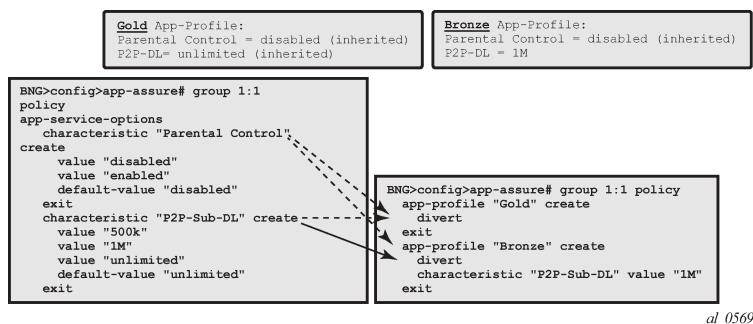 Gold App-Profile:
Parental Control = disabled (inherited)
P2P-DL= unlimited (inherited)
Bronze App-Profile:
Parental Control = disabled (inherited)
P2P-DL = 1M
BNG>config>app-assure# group 1:1
policy
app-service-options
characteristic "Parental Control"
create
value "disabled"
value "enabled"
default-value "disabled"
exit
characteristic "P2P-Sub-DL" create
value "500k"
value "1M"
value "unlimited"
default-value "unlimited"
exit
BNG>config>app-assure# group 1:1 policy
app-profile "Gold" create
divert
exit
app-profile "Bronze" create
divert
characteristic "P2P-Sub-DL" value "1M"
exit
al_0569